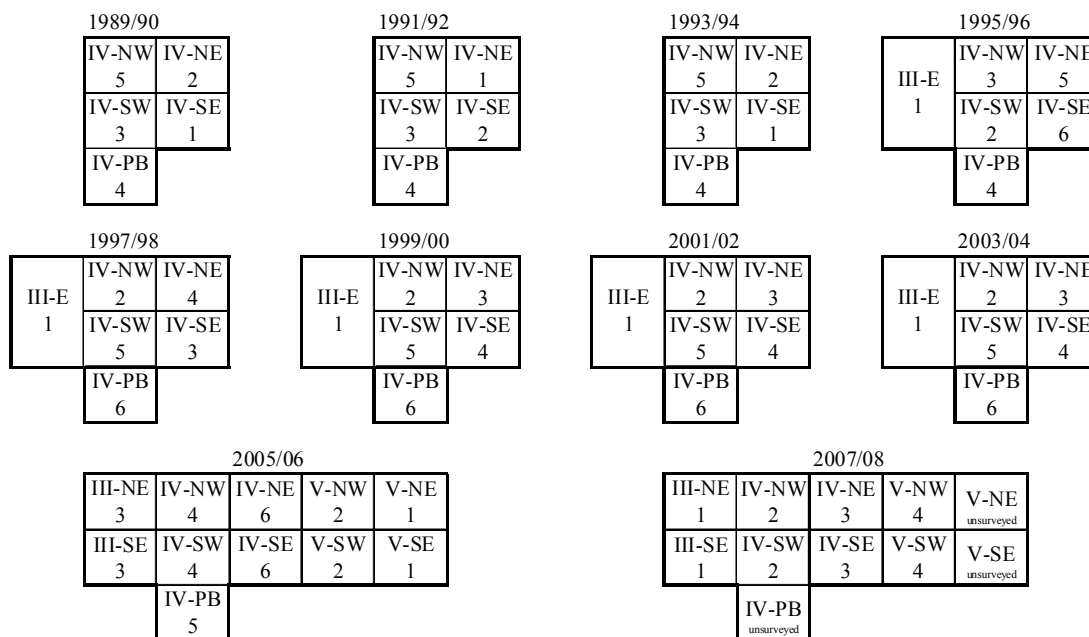 1989/90 1991/92 1993/94 1995/96
IV-NW IV-NE IV-NW IV-NE IV-NW IV-NE IV-NW IV-NE
5 2 5 1 5 2 III-E 3 5
IV-SW IV-SE IV-SW IV-SE IV-SW IV-SE 1 IV-SW IV-SE
3 1 3 2 3 1 2 6
IV-PB IV-PB IV-PB IV-PB
4 4 4 4
1997/98 1999/00 2001/02 2003/04
IV-NW IV-NE IV-NW IV-NE IV-NW IV-NE IV-NW IV-NE
III-E 2 4 III-E 2 3 III-E 2 3 III-E 2 3
1 IV-SW IV-SE 1 IV-SW IV-SE 1 IV-SW IV-SE 1 IV-SW IV-SE
5 3 5 4 5 4 5 4
IV-PB IV-PB IV-PB IV-PB
6 6 6 6
2005/06 2007/08
III-NE IV-NW IV-NE V-NW V-NE III-NE IV-NW IV-NE V-NW V-NE
3 4 6 2 1 1 2 3 4 unsurveyed
III-SE IV-SW IV-SE V-SW V-SE III-SE IV-SW IV-SE V-SW V-SE
3 4 6 2 1 1 2 3 4 unsurveyed
IV-PB IV-PB
5 unsurveyed